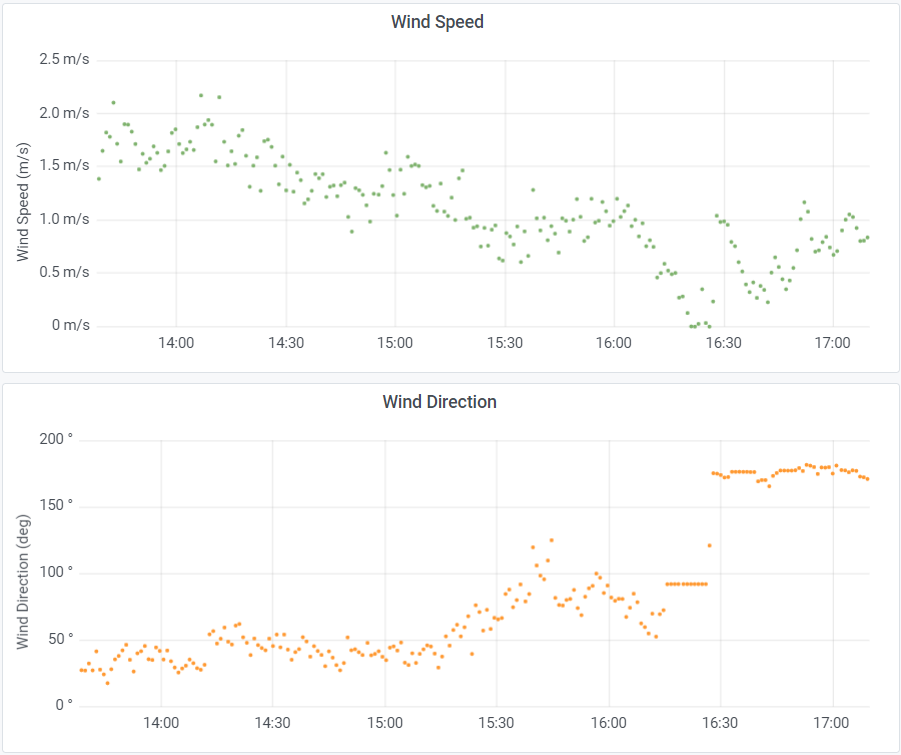 Wind Speed
2.5 m/s
2.0 m/s
1.5 m/s
1.0 m/s
0.5 m/s
0 m/s
Wind Speed (m/s)
14:00 14:30 15:00 15:30 16:00 16:30 17:00
Wind Direction
200 °
150 °
100 °
50 °
0 °
Wind Direction (deg)
14:00 14:30 15:00 15:30 16:00 16:30 17:00